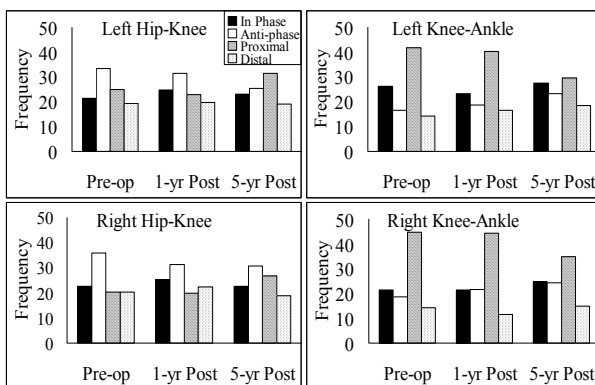 Left Hip-Knee
In Phase
Anti-phase
Proximal
Distal
Frequency
50
40
30
20
10
0
Pre-op 1-yr Post 5-yr Post
Left Knee-Ankle
Frequency
50
40
30
20
10
0
Pre-op 1-yr Post 5-yr Post
Right Hip-Knee
Frequency
50
40
30
20
10
0
Pre-op 1-yr Post 5-yr Post
Right Knee-Ankle
Frequency
50
40
30
20
10
0
Pre-op 1-yr Post 5-yr Post